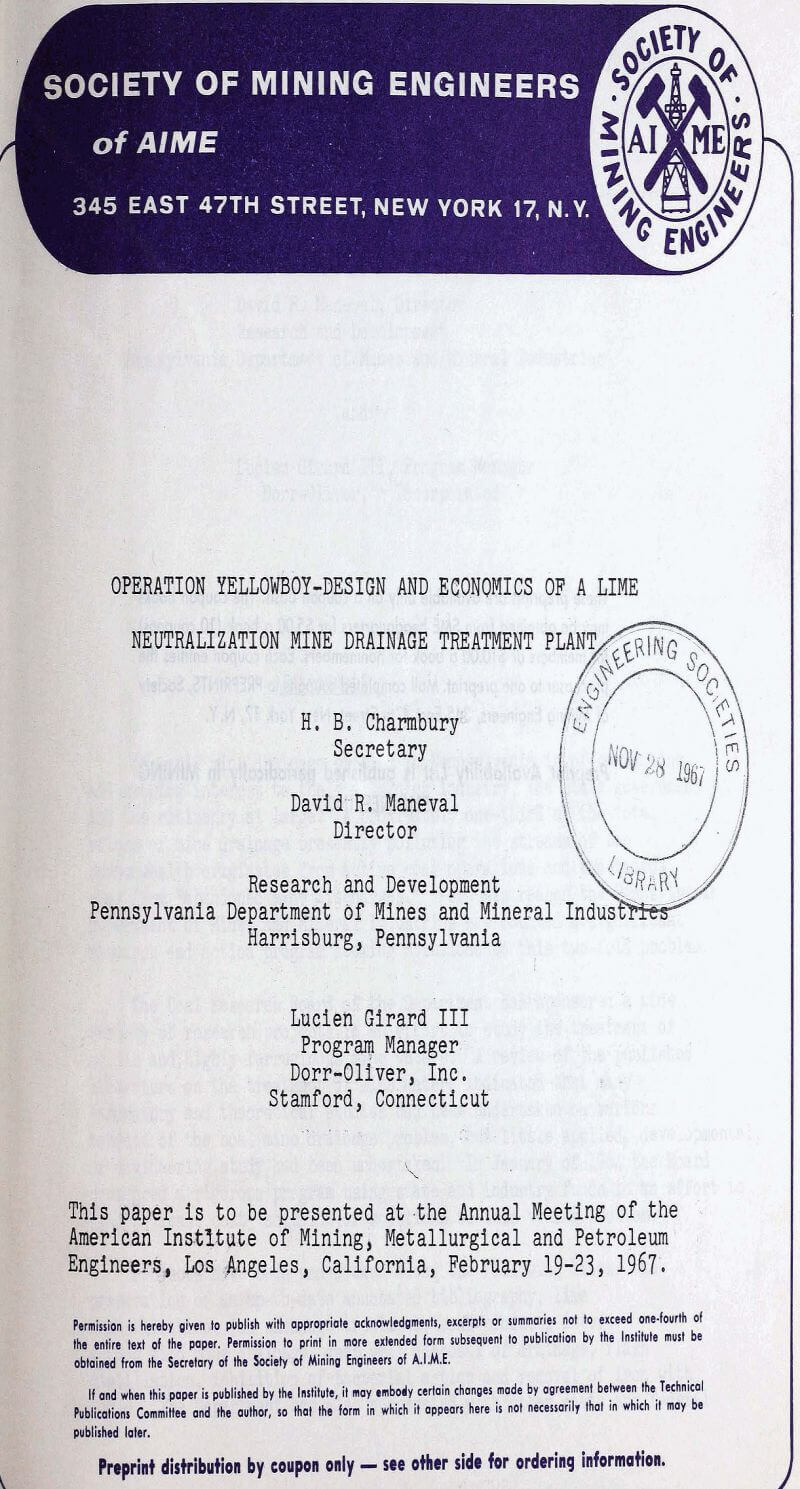 SOCIETY OF MINING ENGINEERS
of AIME
345 EAST 47TH STREET, NEW YORK 17, N.Y.
SOCIETY OF
MINING ENGINEERS
AI ME
OPERATION YELLOWBOY-DESIGN AND ECONOMICS OF A LIME
NEUTRALIZATION MINE DRAINAGE TREATMENT PLANT
H. B. Charmbury
Secretary
David R. Maneval
Director
Research and Development
Pennsylvania Department of Mines and Mineral Industries
Harrisburg, Pennsylvania
ENGINEERING SOCIETIES
NOV 28 1967
LIBRARY
Lucien Girard III
Program Manager
Dorr-Oliver, Inc.
Stamford, Connecticut
This paper is to be presented at the Annual Meeting of the
American Institute of Mining, Metallurgical and Petroleum
Engineers, Los Angeles, California, February 19-23, 1967.
Permission is hereby given to publish with appropriate acknowledgments, excerpts or summaries not to exceed one-fourth of
the entire text of the paper. Permission to print in more extended form subsequent to publication by the Institute must be
obtained from the Secretary of the Society of Mining Engineers of A.I.M.E.
If and when this paper is published by the Institute, it may embody certain changes made by agreement between the Technical
Publications Committee and the author, so that the form in which it appears here is not necessarily that in which it may be
published later.
Preprint distribution by coupon only — see other side for ordering information.